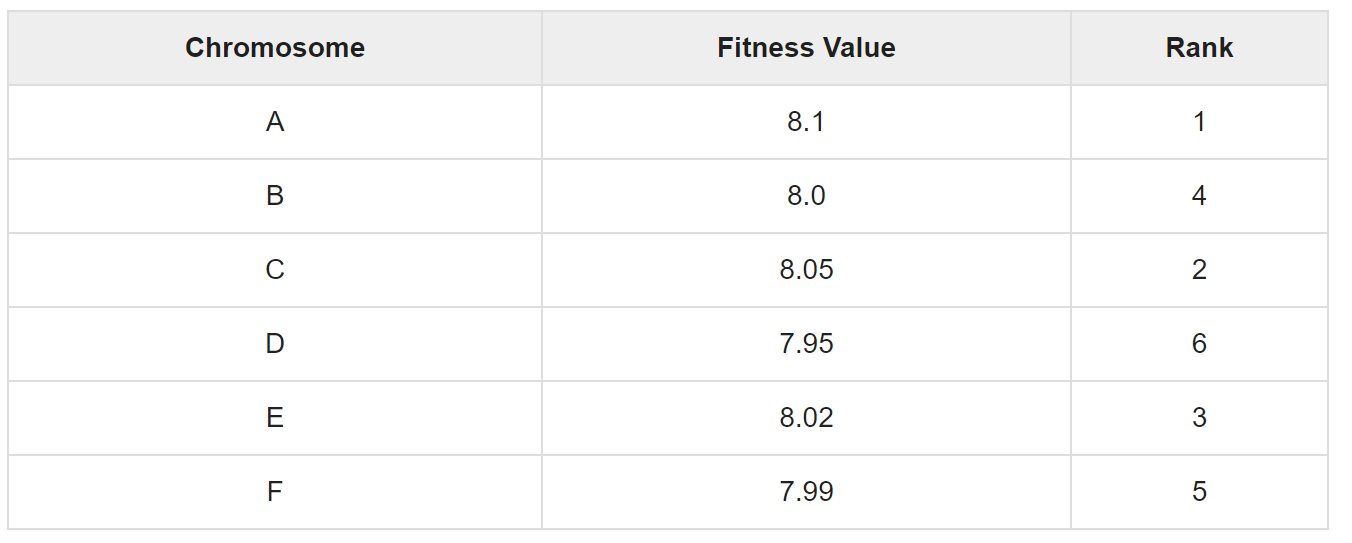 Chromosome Fitness Value Rank
A 8.1 1
B 8.0 4
C 8.05 2
D 7.95 6
E 8.02 3
F 7.99 5